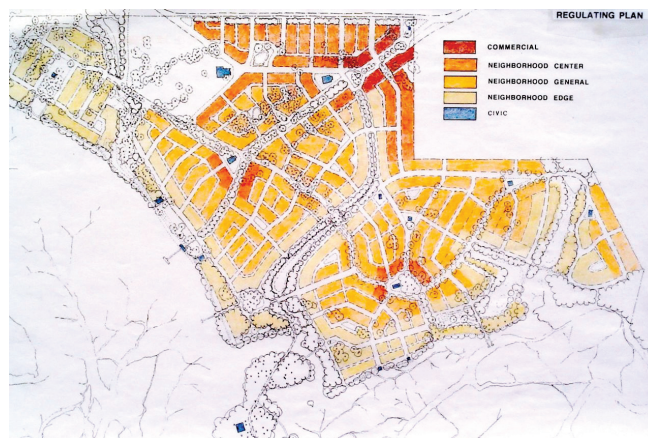 REGULATING PLAN
COMMERCIAL
NEIGHBORHOOD CENTER
NEIGHBORHOOD GENERAL
NEIGHBORHOOD EDGE
CIVIC